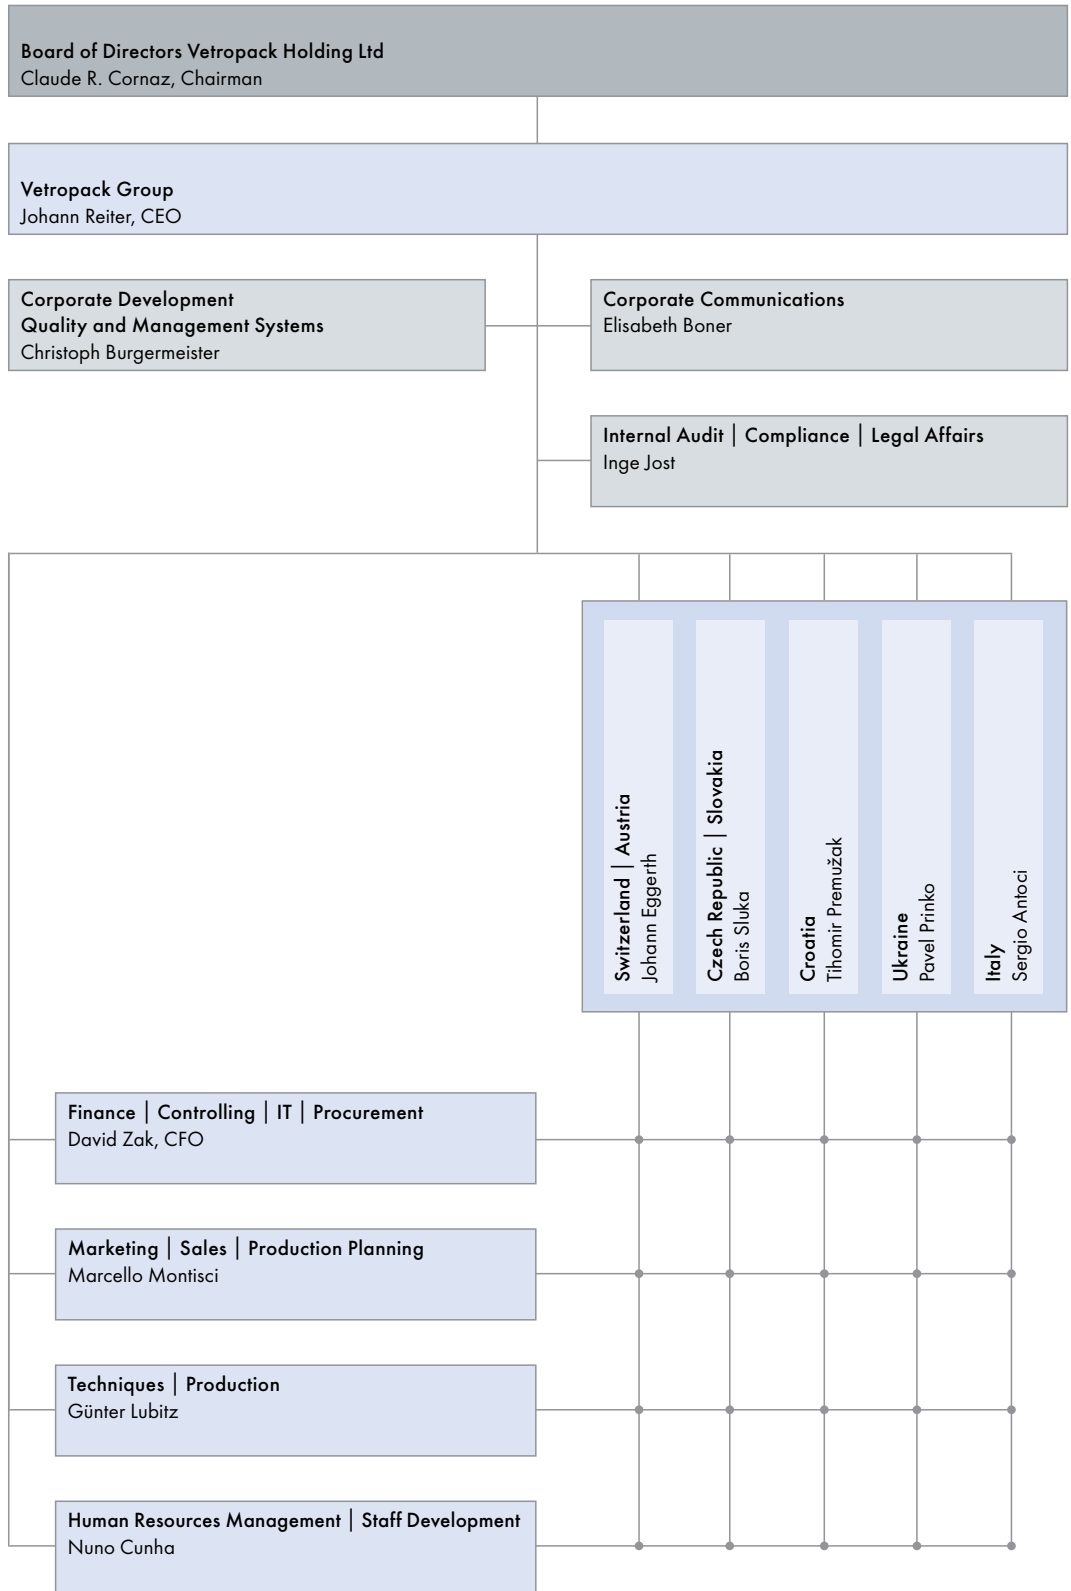 Board of Directors Vetropack Holding Ltd
Claude R. Cornaz, Chairman
Vetropack Group
Johann Reiter, CEO
Corporate Development
Quality and Management Systems
Christoph Burgermeister
Corporate Communications
Elisabeth Boner
Internal Audit | Compliance | Legal Affairs
Inge Jost
Switzerland | Austria
Johann Eggerth
Czech Republic | Slovakia
Boris Sluka
Croatia
Tihomir Premužak
Ukraine
Pavel Prinko
Italy
Sergio Antoci
Finance | Controlling | IT | Procurement
David Zak, CFO
Marketing | Sales | Production Planning
Marcello Montisci
Techniques | Production
Günter Lubitz
Human Resources Management | Staff Development
Nuno Cunha